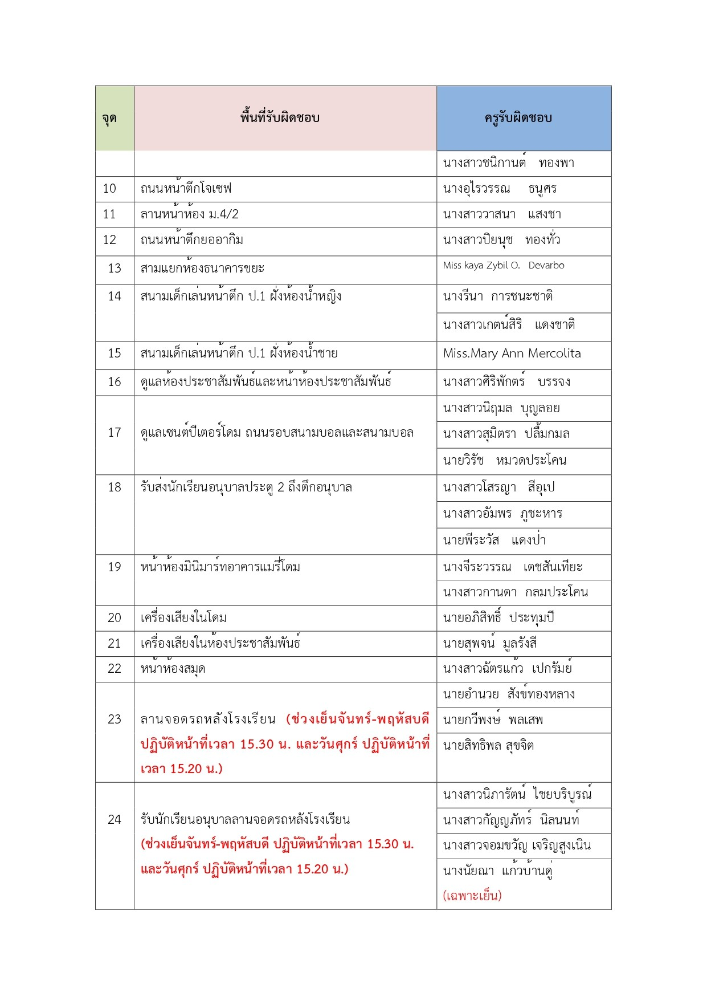 จุด พื้นที่รับผิดชอบ ครูรับผิดชอบ
นางสาวชนิกานต์ ทองพา
10 ถนนหน้าตึกโจเซฟ นางอุไรวรรณ ธนูศร
11 ลานหน้าห้อง ม.4/2 นางสาววาสนา แสงชา
12 ถนนหน้าตึกยออากิม นางสาวปิยนุช ทองทั่ว
13 สามแยกห้องธนาคารขยะ Miss kaya Zybil O. Devarbo
14 สนามเด็กเล่นหน้าตึก ป.1 ฝั่งห้องน้ำหญิง นางรีนา การชนะชาติ
นางสาวเกตน์สิริ แดงชาติ
15 สนามเด็กเล่นหน้าตึก ป.1 ฝั่งห้องน้ำชาย Miss.Mary Ann Mercolita
16 ดูแลห้องประชาสัมพันธ์และหน้าห้องประชาสัมพันธ์ นางสาวศิริพักตร์ บรรจง
นางสาวนิฤมล บุญลอย
17 ดูแลเซนต์ปีเตอร์โดม ถนนรอบสนามบอลและสนามบอล นางสาวสุมิตรา ปลื้มกมล
นายวิรัช หมวดประโคน
18 รับส่งนักเรียนอนุบาลประตู 2 ถึงตึกอนุบาล นางสาวโสรญา สีอุเป
นางสาวอัมพร ภูชะหาร
นายพีระวัส แดงป่า
19 หน้าห้องมินิมาร์ทอาคารแมรี่โดม นางจีระวรรณ เดชสันเทียะ
นางสาวกานดา กลมประโคน
20 เครื่องเสียงในโดม นายอภิสิทธิ์ ประทุมปี
21 เครื่องเสียงในห้องประชาสัมพันธ์ นายสุพจน์ มูลรังสี
22 หน้าห้องสมุด นางสาวฉัตรแก้ว เปกรัมย์
นายอำนวย สังข์ทองหลาง
23 ลานจอดรถหลังโรงเรียน (ช่วงเย็นจันทร์-พฤหัสบดี นายกวีพงษ์ พลเสพ
ปฏิบัติหน้าที่เวลา 15.30 น. และวันศุกร์ ปฏิบัติหน้าที่ นายสิทธิพล สุขจิต
เวลา 15.20 น.)
นางสาวนิภารัตน์ ไชยบริบูรณ์
24 รับนักเรียนอนุบาลลานจอดรถหลังโรงเรียน นางสาวกัญญภัทร์ นิลนนท์
(ช่วงเย็นจันทร์-พฤหัสบดี ปฏิบัติหน้าที่เวลา 15.30 น. นางสาวจอมขวัญ เจริญสูงเนิน
และวันศุกร์ ปฏิบัติหน้าที่เวลา 15.20 น.) นางนัยณา แก้วบ้านดู่
(เฉพาะเย็น)